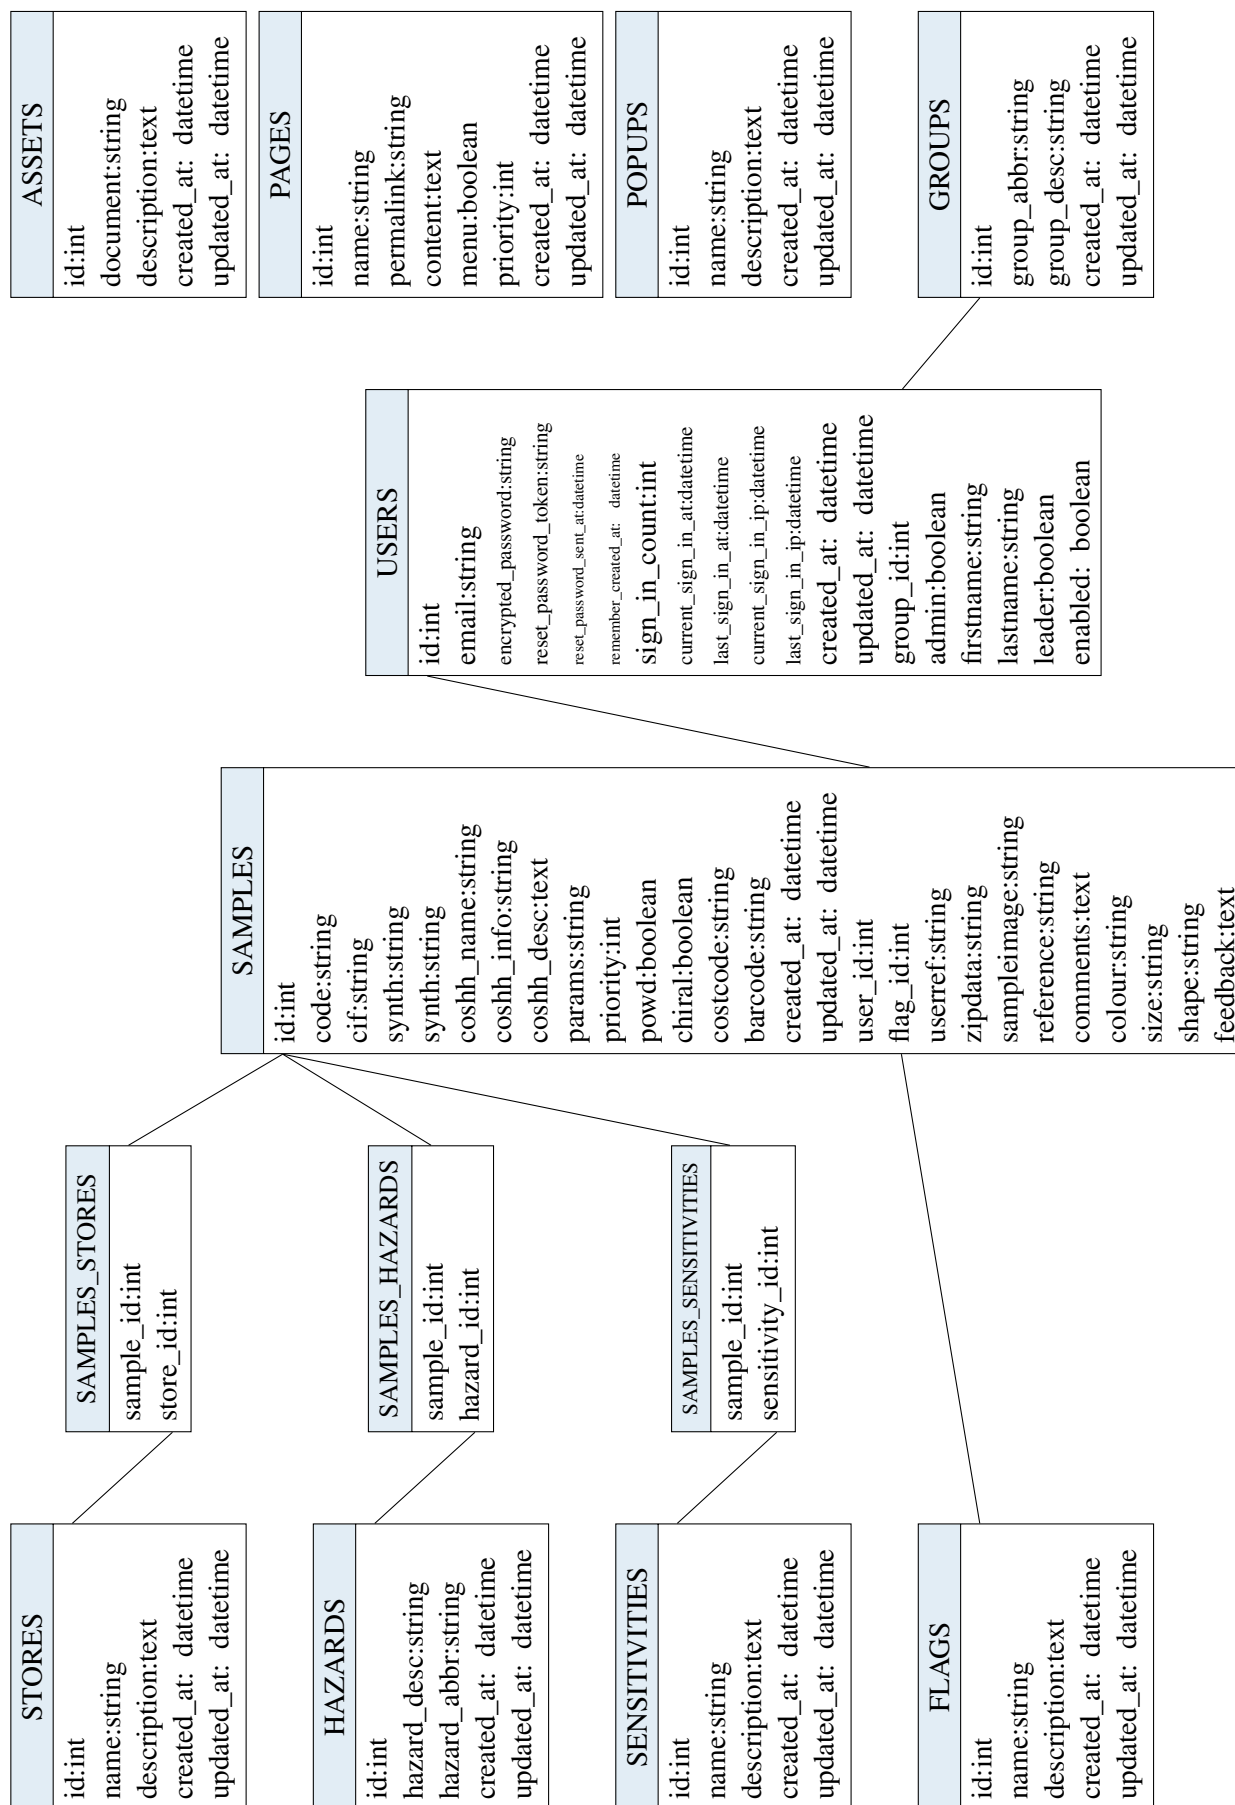 STORES
id:int
name:string
description:text
created_at: datetime
updated_at: datetime
HAZARDS
id:int
hazard_desc:string
hazard_abbr:string
created_at: datetime
updated_at: datetime
SENSITIVITIES
id:int
name:string
description:text
created_at: datetime
updated_at: datetime
FLAGS
id:int
name:string
description:text
created_at: datetime
updated_at: datetime
SAMPLES_STORES
sample_id:int
store_id:int
SAMPLES_HAZARDS
sample_id:int
hazard_id:int
SAMPLES_SENSITIVITIES
sample_id:int
sensitivity_id:int
SAMPLES
id:int
code:string
cif:string
synth:string
synth:string
coshh_name:string
coshh_info:string
coshh_desc:text
params:string
priority:int
powd:boolean
chiral:boolean
costcode:string
barcode:string
created_at: datetime
updated_at: datetime
user_id:int
flag_id:int
userref:string
zipdata:string
sampleimage:string
reference:string
comments:text
colour:string
size:string
shape:string
feedback:text
USERS
id:int
email:string
encrypted_password:string
reset_password_token:string
reset_password_sent_at:datetime
remember_created_at: datetime
sign_in_count:int
current_sign_in_at:datetime
last_sign_in_at:datetime
current_sign_in_ip:datetime
last_sign_in_ip:datetime
created_at: datetime
updated_at: datetime
group_id:int
admin:boolean
firstname:string
lastname:string
leader:boolean
enabled: boolean
ASSETS
id:int
document:string
description:text
created_at: datetime
updated_at: datetime
PAGES
id:int
name:string
permalink:string
content:text
menu:boolean
priority:int
created_at: datetime
updated_at: datetime
POPUPS
id:int
name:string
description:text
created_at: datetime
updated_at: datetime
GROUPS
id:int
group_abbr:string
group_desc:string
created_at: datetime
updated_at: datetime